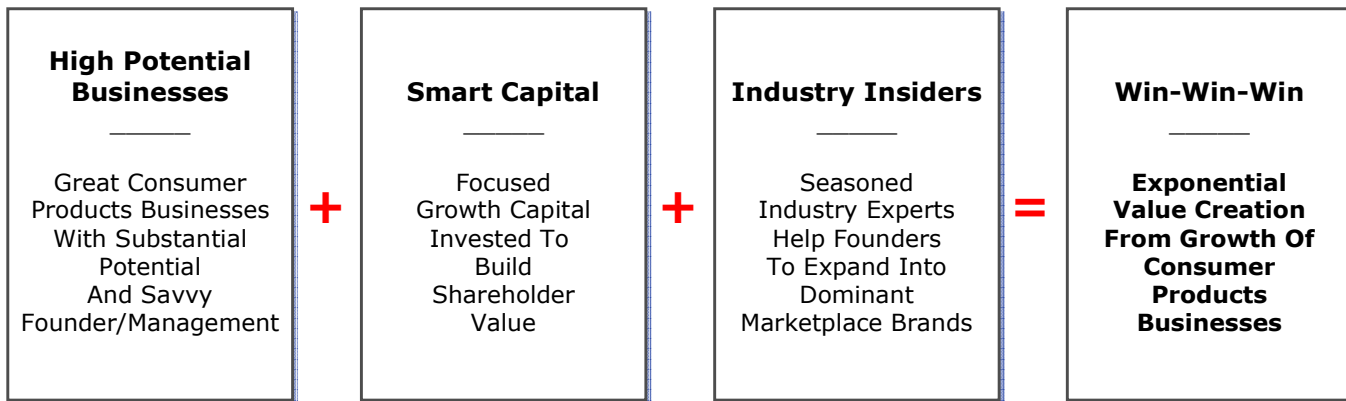 High Potential
Businesses
Great Consumer
Products Businesses
With Substantial
Potential
And Savvy
Founder/Management
+
Smart Capital
Focused
Growth Capital
Invested To
Build
Shareholder
Value
+
Industry Insiders
Seasoned
Industry Experts
Help Founders
To Expand Into
Dominant
Marketplace Brands
=
Win-Win-Win
Exponential
Value Creation
From Growth Of
Consumer
Products
Businesses